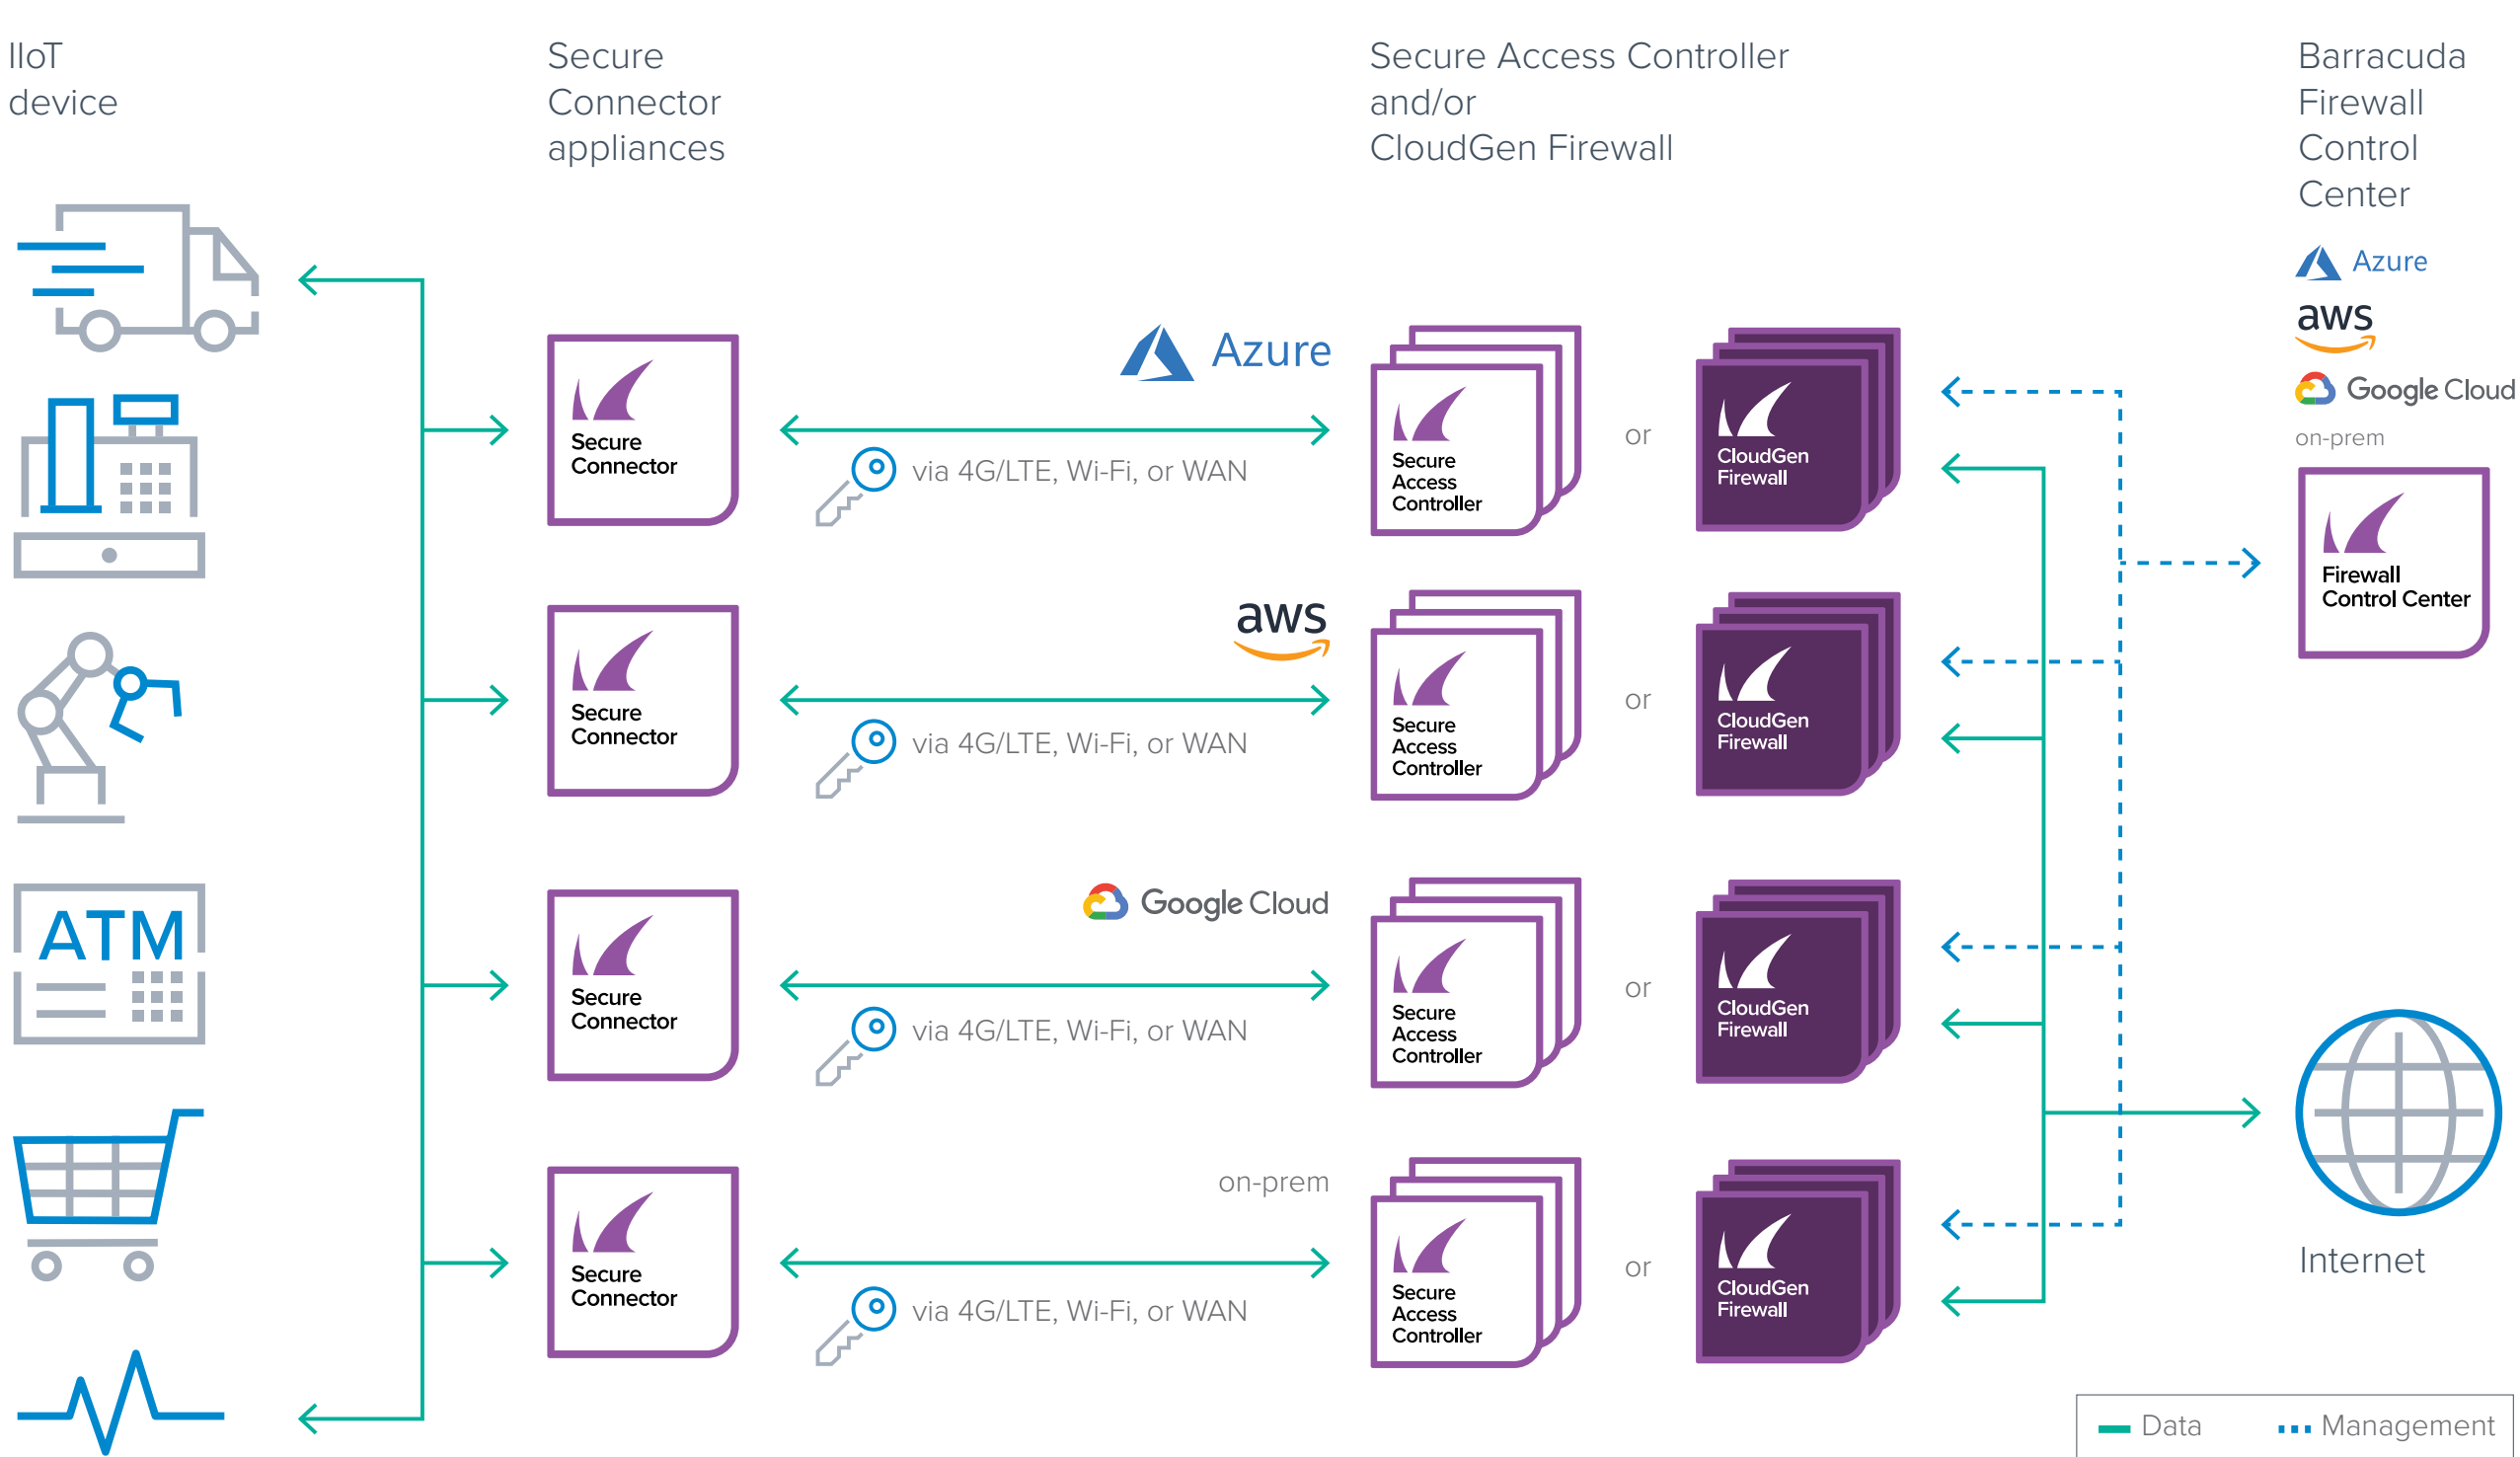 IIoT
device
Secure
Connector
appliances
Secure Access Controller
and/or
CloudGen Firewall
Barracuda
Firewall
Control
Center
Azure
aws
Google Cloud
on-prem
Firewall
Control Center
Azure
Secure
Connector
via 4G/LTE, Wi-Fi, or WAN
Secure
Access
Controller
or
CloudGen
Firewall
aws
Secure
Connector
via 4G/LTE, Wi-Fi, or WAN
Secure
Access
Controller
or
CloudGen
Firewall
ATM
Google Cloud
Secure
Connector
via 4G/LTE, Wi-Fi, or WAN
Secure
Access
Controller
or
CloudGen
Firewall
on-prem
Secure
Connector
via 4G/LTE, Wi-Fi, or WAN
Secure
Access
Controller
or
CloudGen
Firewall
Internet
Data
Management